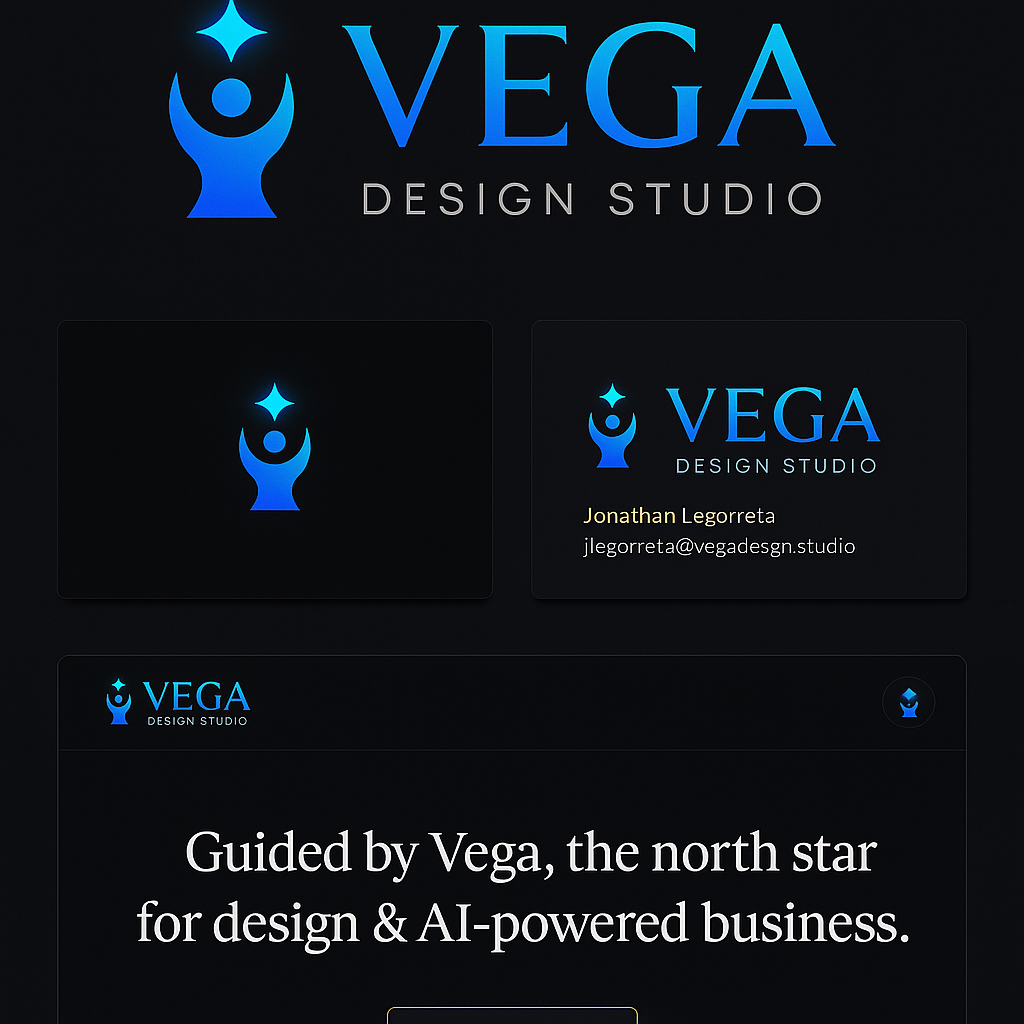 VEGA
DESIGN STUDIO
VEGA
DESIGN STUDIO
Jonathan Legorreta
jlegorreta@vegadesgn.studio
VEGA
DESIGN STUDIO
Guided by Vega, the north star
for design & AI-powered business.